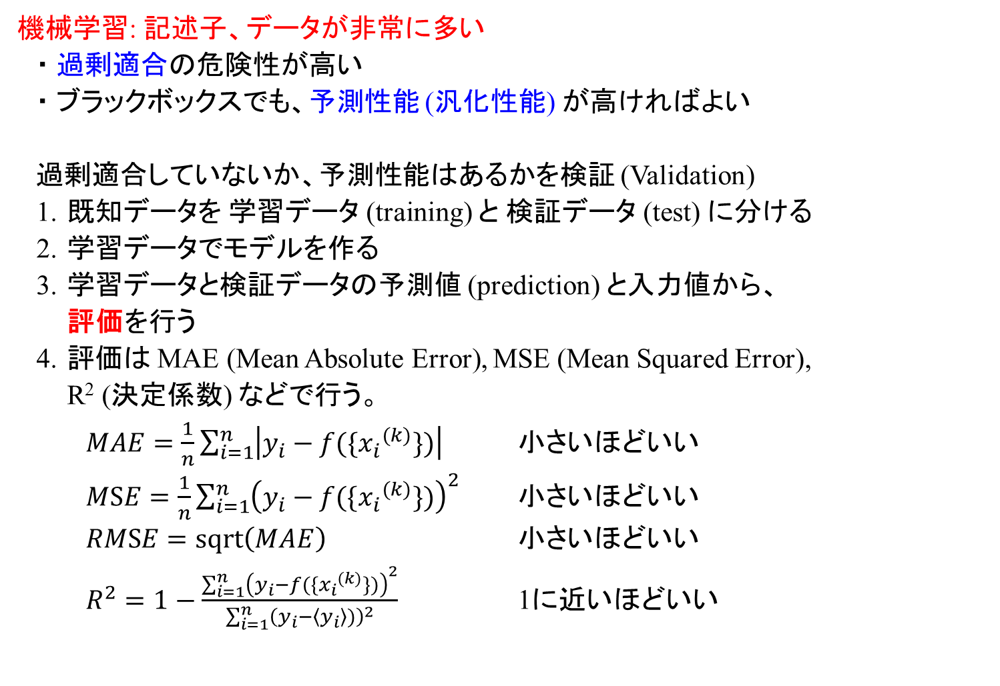 機械学習: 記述子、データが非常に多い
・過剰適合の危険性が高い
・ブラックボックスでも、予測性能 (汎化性能) が高ければよい
過剰適合していないか、予測性能はあるかを検証 (Validation)
1. 既知データを 学習データ (training) と 検証データ (test) に分ける
2. 学習データでモデルを作る
3. 学習データと検証データの予測値 (prediction) と入力値から、
評価を行う
4. 評価は MAE (Mean Absolute Error), MSE (Mean Squared Error),
R² (決定係数) などで行う。
MAE = \frac{1}{n} \sum_{i=1}^{n} |y_i − f({x_i^{(k)}})| 小さいほどいい
MSE = \frac{1}{n} \sum_{i=1}^{n} (y_i − f({x_i^{(k)}}))^2 小さいほどいい
RMSE = sqrt(MAE) 小さいほどいい
R^2 = 1 − \frac{\sum_{i=1}^{n} (y_i−f({x_i^{(k)}}))^2}{\sum_{i=1}^{n} (y_i−⟨y_i⟩))^2} 1に近いほどいい